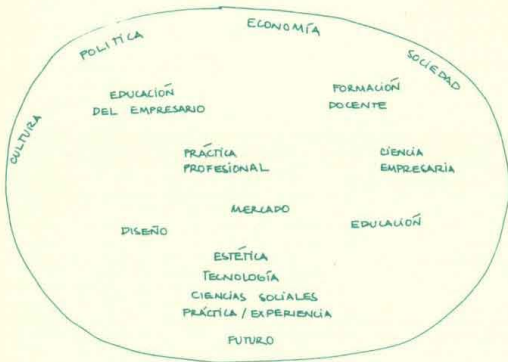 ECONOMÍA
POLITICA
SOCIEDAD
CULTURA
EDUCACIÓN
DEL EMPRESARIO
FORMACIÓN
DOCENTE
PRÁCTICA
PROFESIONAL
CIENCIA
EMPRESARIA
MERCADO
DISEÑO
EDUCACIÓN
ESTÉTICA
TECNOLOGÍA
CIENCIAS SOCIALES
PRÁCTICA / EXPERIENCIA
FUTURO